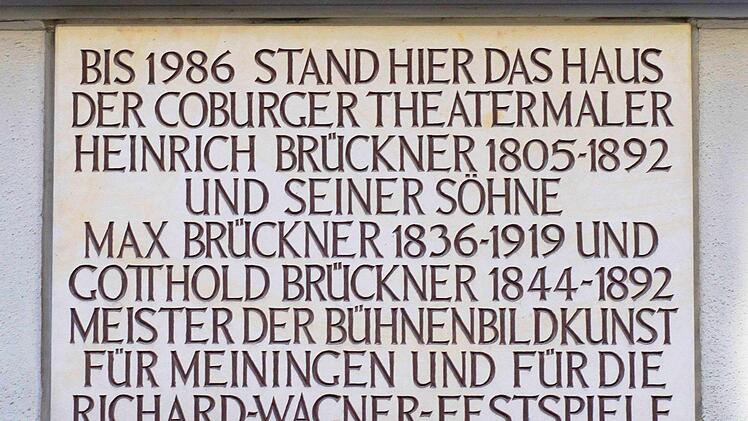 BIS 1986 STAND HIER DAS HAUS
DER COBURGER THEATERMALER
HEINRICH BRÜCKNER 1805-1892
UND SEINER SÖHNE
MAX BRÜCKNER 1836-1919 UND
GOTTHOLD BRÜCKNER 1844-1892
MEISTER DER BÜHNENBILDKUNST
FÜR MEININGEN UND FÜR DIE
RICHARD-WAGNER-FESTSPIELE